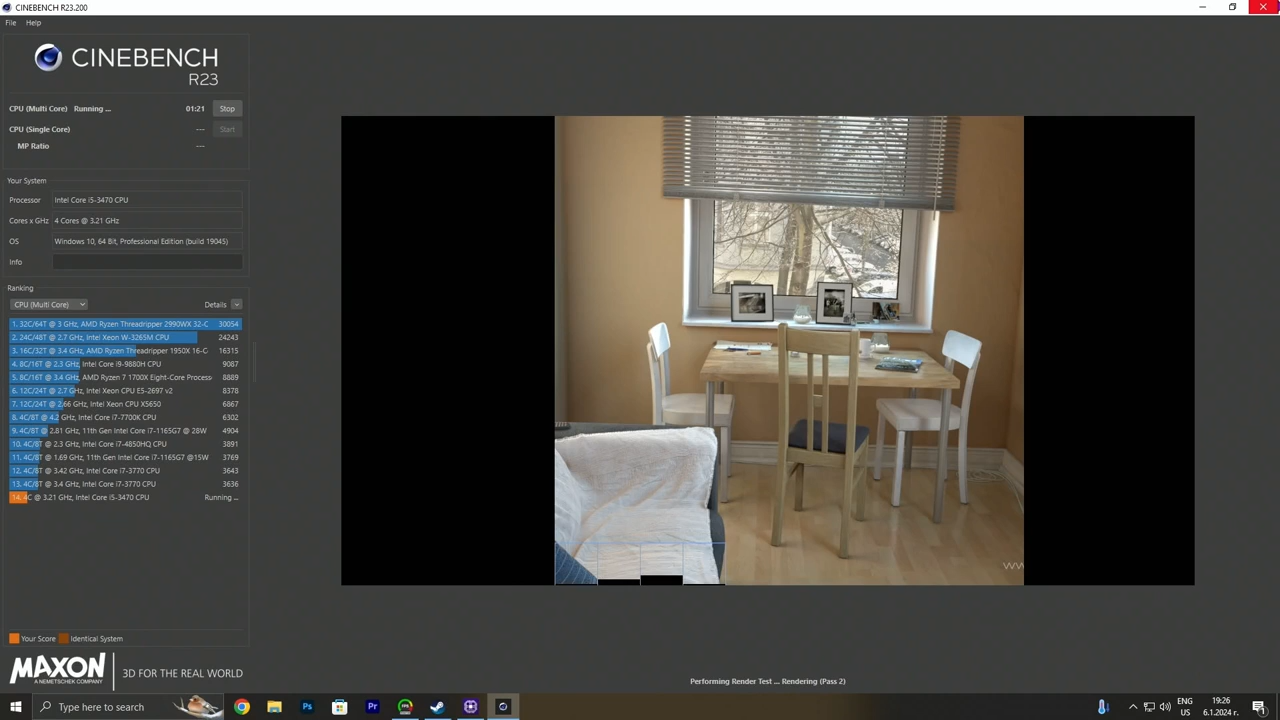 CINEBENCH R23.200
File Help
CINEBENCH
R23
CPU (Multi Core) Running ... 01:21 Stop
CPU (Single Core) --- Start
MP Ratio ---
Your System
Processor Intel Core i5-3470 CPU
Cores x GHz 4 Cores @ 3.21 GHz
OS Windows 10, 64 Bit, Professional Edition (build 19045)
Info
Ranking
CPU (Multi Core) Details
1. 32C/64T @ 3 GHz, AMD Ryzen Threadripper 2990WX 32-C 30054
2. 24C/48T @ 2.7 GHz, Intel Xeon W-3265M CPU 24243
3. 16C/32T @ 3.4 GHz, AMD Ryzen Threadripper 1950X 16-C 16315
4. 8C/16T @ 2.3 GHz, Intel Core i9-9880H CPU 9087
5. 8C/16T @ 3.4 GHz, AMD Ryzen 7 1700X Eight-Core Process 8889
6. 12C/24T @ 2.7 GHz, Intel Xeon CPU E5-2697 v2 8378
7. 12C/24T @ 2.66 GHz, Intel Xeon CPU X5650 6867
8. 4C/8T @ 4.2 GHz, Intel Core i7-7700K CPU 6302
9. 4C/8T @ 2.81 GHz, 11th Gen Intel Core i7-1165G7 @ 28W 4904
10. 4C/8T @ 2.3 GHz, Intel Core i7-4850HQ CPU 3891
11. 4C/8T @ 1.69 GHz, 11th Gen Intel Core i7-1165G7 @15W 3769
12. 4C/8T @ 3.42 GHz, Intel Core i7-3770 CPU 3643
13. 4C/8T @ 3.4 GHz, Intel Core i7-3770 CPU 3636
14. 4C @ 3.21 GHz, Intel Core i5-3470 CPU Running ...
Your Score Identical System
MAXON
A NEMETSCHEK COMPANY
3D FOR THE REAL WORLD
Performing Render Test ... Rendering (Pass 2)
Type here to search
Ps
Pr
ENG
US
19:26
6.1.2024 г.
1